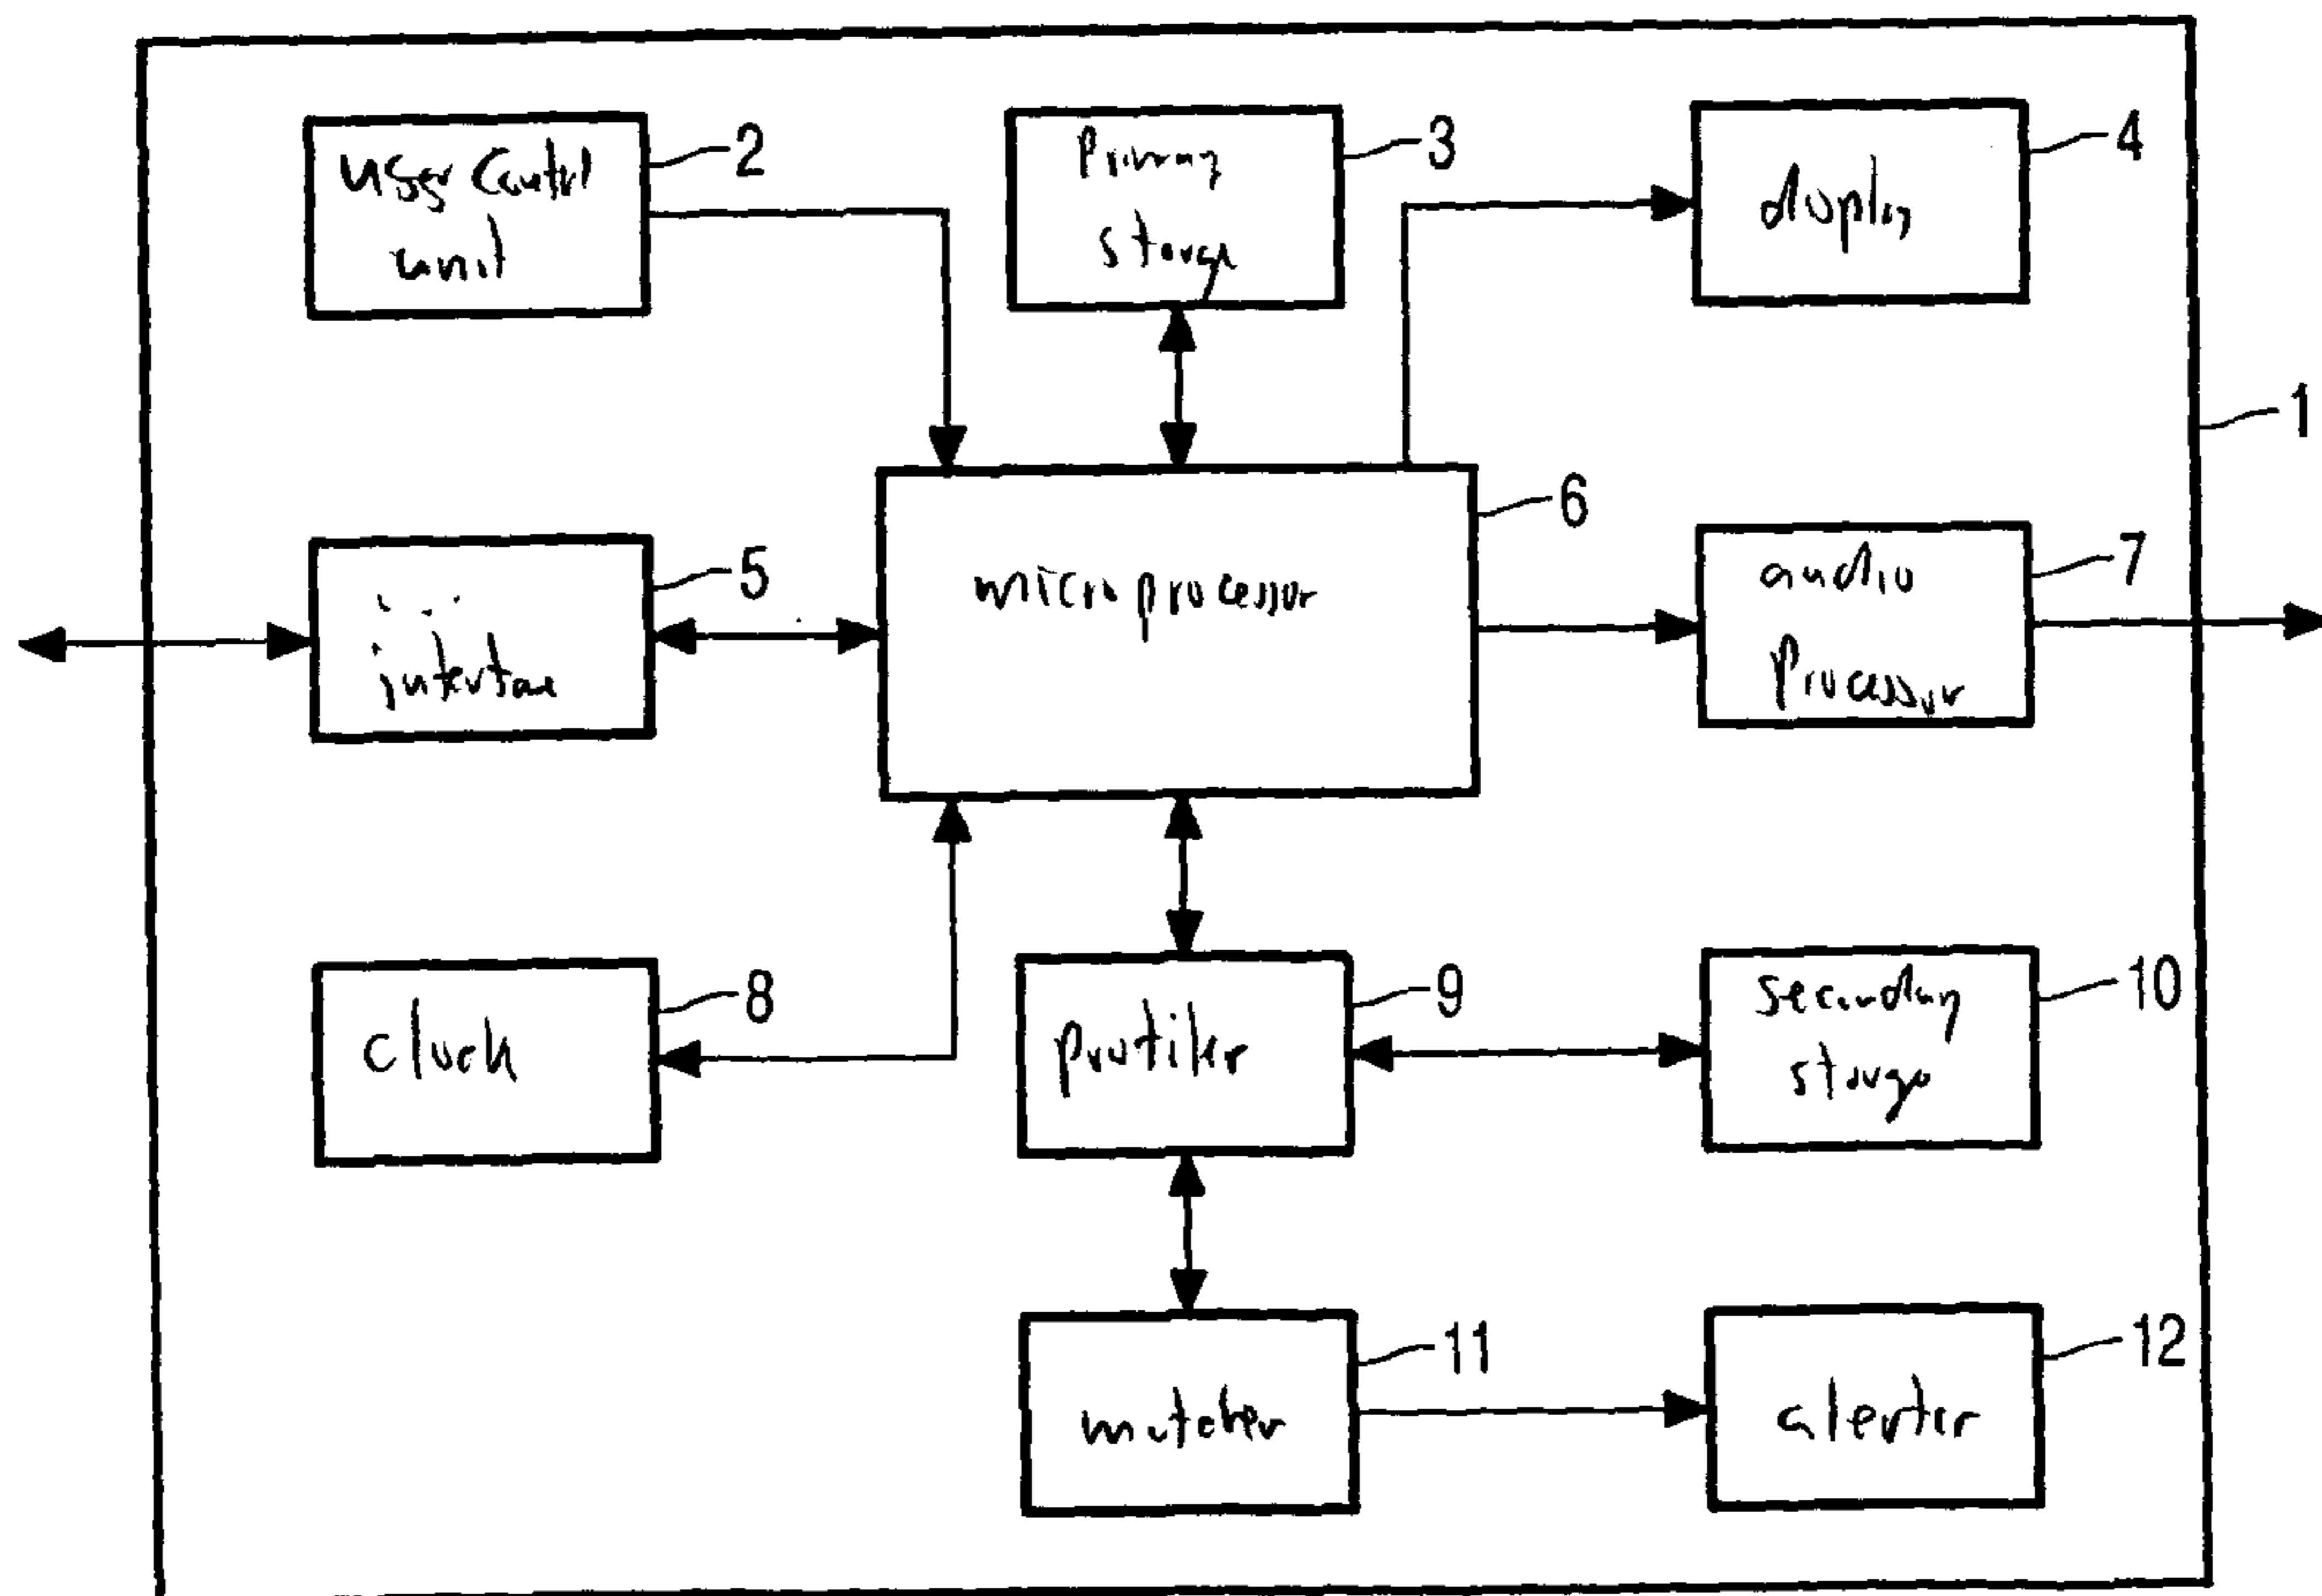 User Control
unit
2
Primary
storage
3
display
4
1
interface
5
microprocessor
6
audio
Processor
7
clock
8
profiler
9
secondary
storage
10
matcher
11
alerter
12